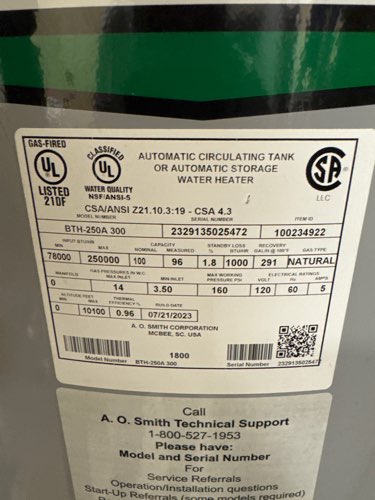 GAS-FIRED
UL
LISTED
21DF
CLASSIFIED
UL
WATER QUALITY
NSF/ANSI-5
AUTOMATIC CIRCULATING TANK
OR AUTOMATIC STORAGE
WATER HEATER
CSA/ANSI Z21.10.3:19 - CSA 4.3
SA
LLC
MODEL NUMBER SERIAL NUMBER ITEM ID
BTH-250A 300 2329135025472 100234922
INPUT BTU/HR CAPACITY STANDBY LOSS RECOVERY GAS TYPE
MIN MAX NOMINAL MEASURED % BTU/HR GAL/H @ 100°F
78000 250000 100 96 1.8 1000 291 NATURAL
MANIFOLD GAS PRESSURES IN W.C. MAX WORKING ELECTRICAL RATINGS
MAX INLET MIN INLET PRESSURE PSI VOLT HZ AMPS
0 14 3.50 160 120 60 5
ALTITUDE FEET THERMAL
MIN MAX EFFICIENCY % BUILD DATE
0 10100 0.96 07/21/2023
A. O. SMITH CORPORATION
MCBEE, SC. USA
1800
Model Number BTH-250A 300 Serial Number 2329135025472
Call
A. O. Smith Technical Support
1-800-527-1953
Please have:
Model and Serial Number
For
Service Referrals
Operation/Installation questions
Start-Up Referrals (some models required)